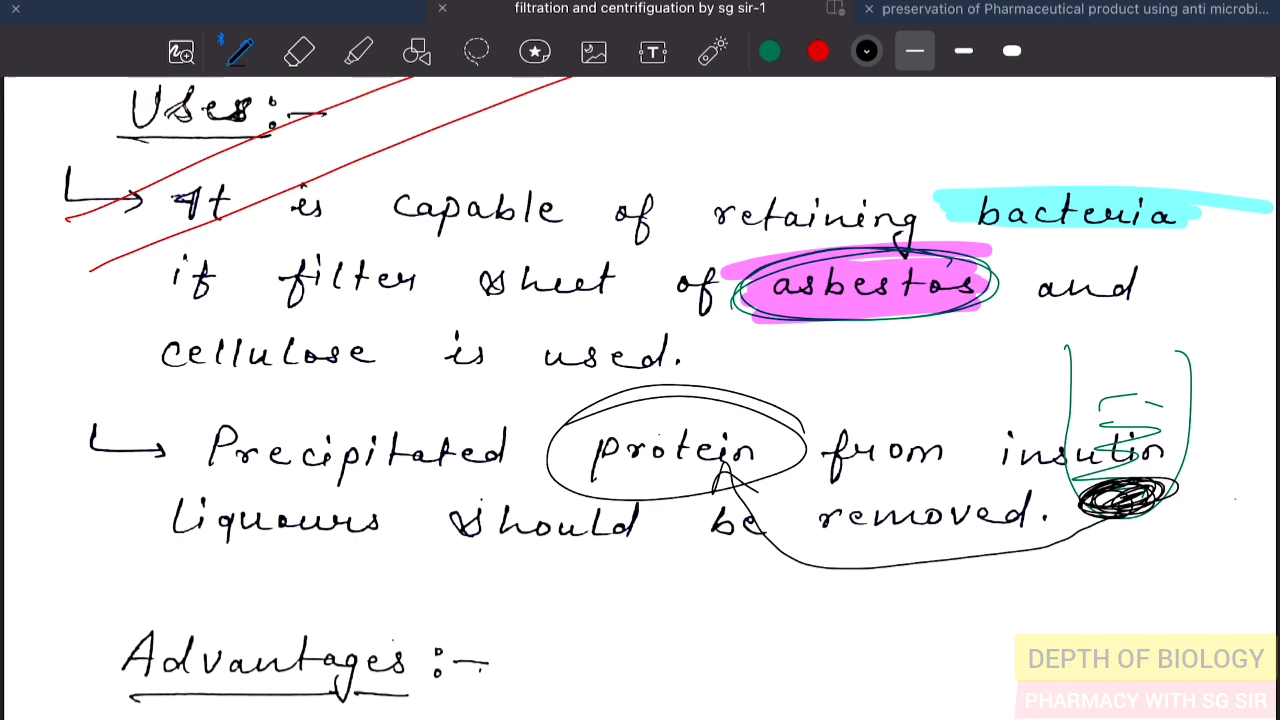 filtration and centrifiguation by sg sir-1
preservation of Pharmaceutical product using anti microbi...
Uses:-
It is capable of retaining bacteria
if filter sheet of asbestos and
cellulose is used.
Precipitated protein from insulin
liquours should be removed.
Advantages:-
DEPTH OF BIOLOGY
PHARMACY WITH SG SIR